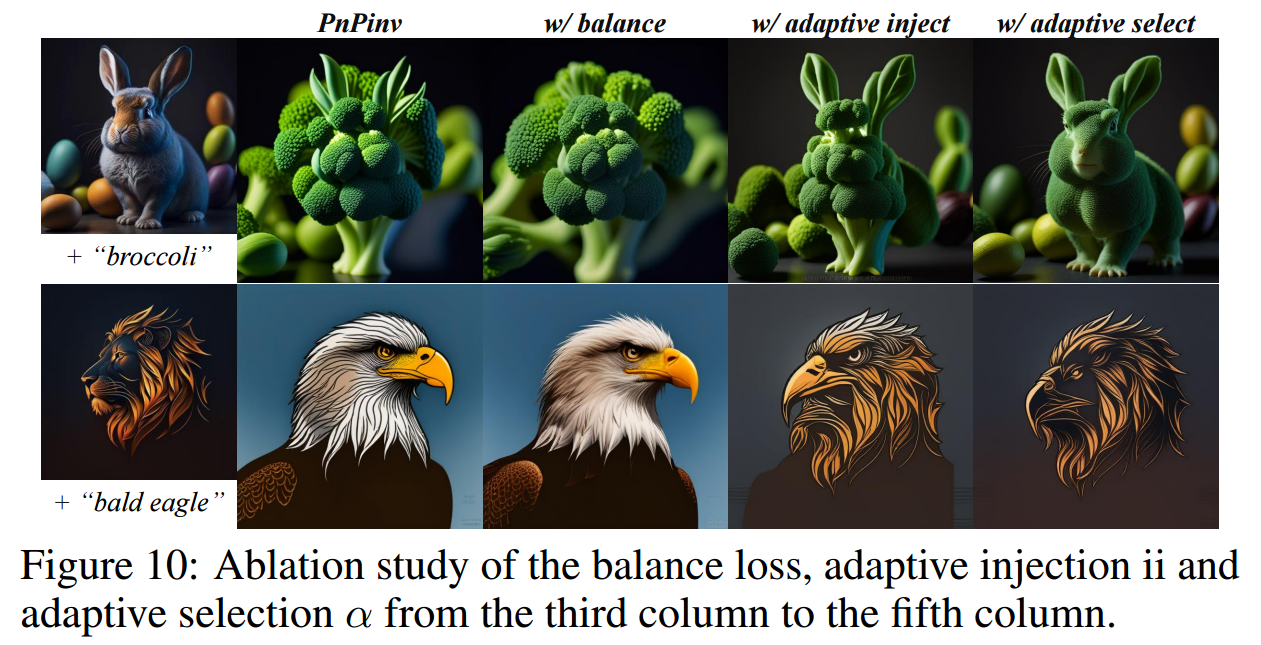 PnPinv w/ balance w/ adaptive inject w/ adaptive select
+ “broccoli”
+ “bald eagle”
Figure 10: Ablation study of the balance loss, adaptive injection ii and
adaptive selection α from the third column to the fifth column.